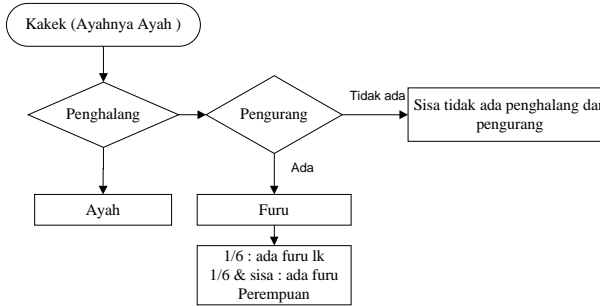 Kakek (Ayahnya Ayah )
Penghalang
Pengurang
Tidak ada
Sisa tidak ada penghalang dan
pengurang
Ada
Ayah
Furu
1/6 : ada furu lk
1/6 & sisa : ada furu
Perempuan